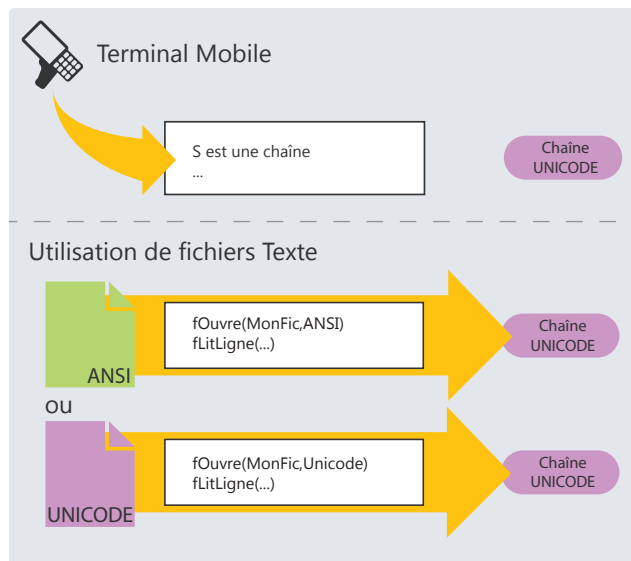 Terminal Mobile
S est une chaîne
...
Chaîne
UNICODE
Utilisation de fichiers Texte
fOuvre(MonFic,ANSI)
fLitLigne(...)
Chaîne
UNICODE
ANSI
ou
fOuvre(MonFic,Unicode)
fLitLigne(...)
Chaîne
UNICODE
UNICODE